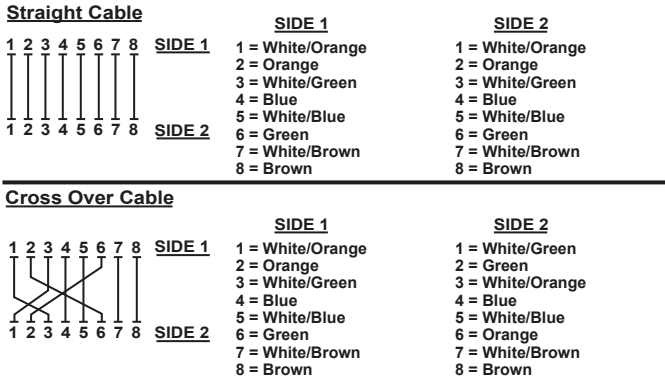 Straight Cable
1 2 3 4 5 6 7 8 SIDE 1
1 2 3 4 5 6 7 8 SIDE 2
SIDE 1
1 = White/Orange
2 = Orange
3 = White/Green
4 = Blue
5 = White/Blue
6 = Green
7 = White/Brown
8 = Brown
SIDE 2
1 = White/Orange
2 = Orange
3 = White/Green
4 = Blue
5 = White/Blue
6 = Green
7 = White/Brown
8 = Brown
Cross Over Cable
1 2 3 4 5 6 7 8 SIDE 1
1 2 3 4 5 6 7 8 SIDE 2
SIDE 1
1 = White/Orange
2 = Orange
3 = White/Green
4 = Blue
5 = White/Blue
6 = Green
7 = White/Brown
8 = Brown
SIDE 2
1 = White/Green
2 = Green
3 = White/Orange
4 = Blue
5 = White/Blue
6 = Orange
7 = White/Brown
8 = Brown